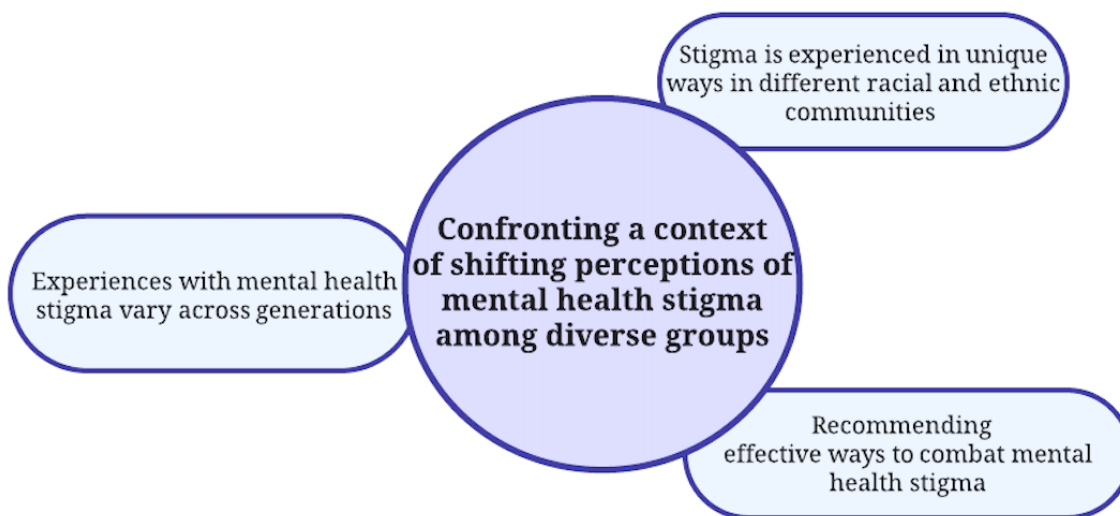 Stigma is experienced in unique
ways in different racial and ethnic
communities
Confronting a context
of shifting perceptions of
mental health stigma
among diverse groups
Experiences with mental health
stigma vary across generations
Recommending
effective ways to combat mental
health stigma